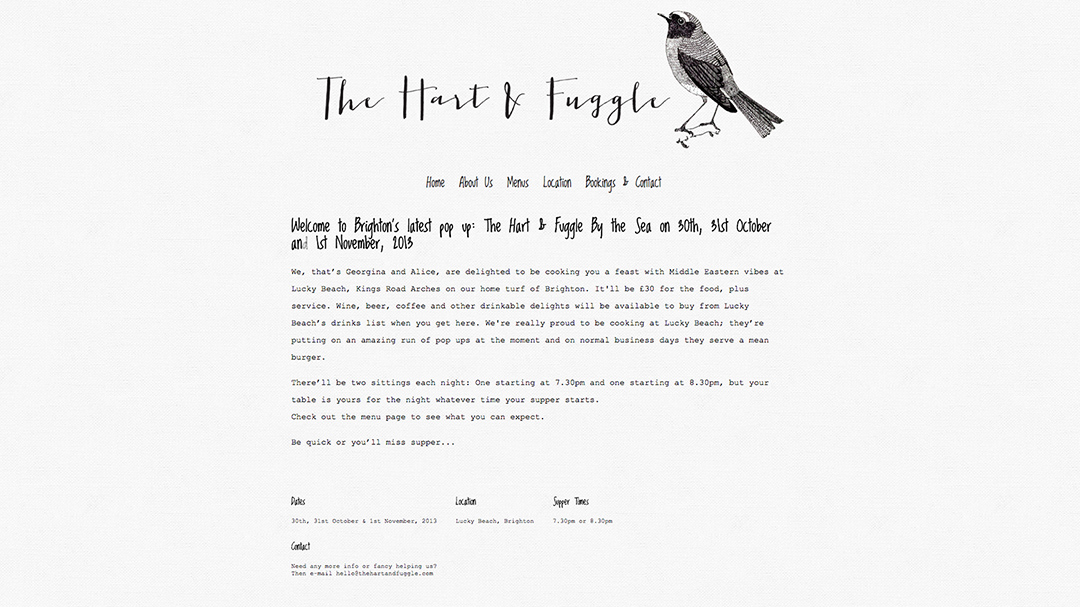 The Hart & Fuggle
Home About Us Menus Location Bookings & Contact
Welcome to Brighton's latest pop up: The Hart & Fuggle By the Sea on 30th, 31st October
and 1st November, 2013
We, that's Georgina and Alice, are delighted to be cooking you a feast with Middle Eastern vibes at
Lucky Beach, Kings Road Arches on our home turf of Brighton. It'll be £30 for the food, plus
service. Wine, beer, coffee and other drinkable delights will be available to buy from Lucky
Beach's drinks list when you get here. We're really proud to be cooking at Lucky Beach; they're
putting on an amazing run of pop ups at the moment and on normal business days they serve a mean
burger.
There'll be two sittings each night: One starting at 7.30pm and one starting at 8.30pm, but your
table is yours for the night whatever time your supper starts.
Check out the menu page to see what you can expect.
Be quick or you'll miss supper...
Dates Location Supper Times
30th, 31st October & 1st November, 2013 Lucky Beach, Brighton 7.30pm or 8.30pm
Contact
Need any more info or fancy helping us?
Then e-mail hello@thehartandfuggle.com